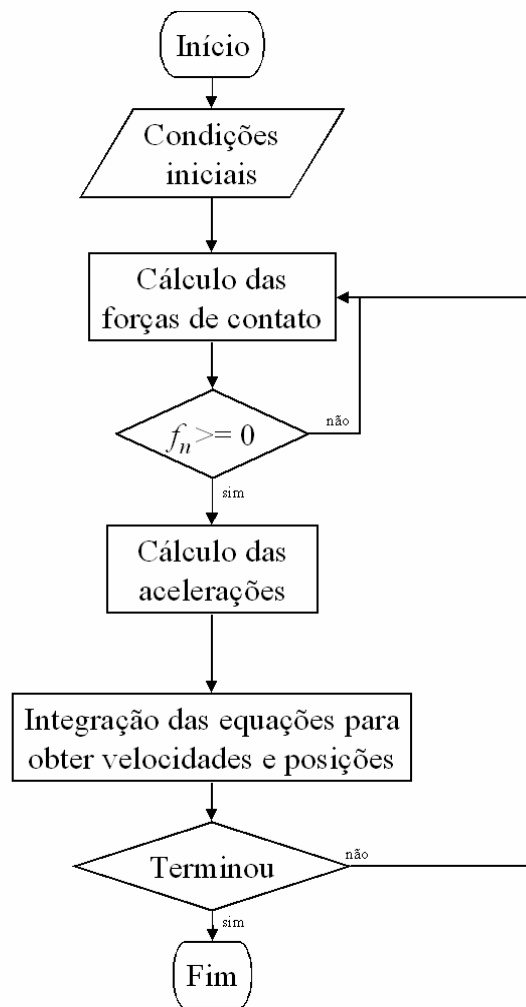 Início
Condições
iniciais
Cálculo das
forças de contato
não
fn >= 0
sim
Cálculo das
acelerações
Integração das equações para
obter velocidades e posições
não
Terminou
sim
Fim